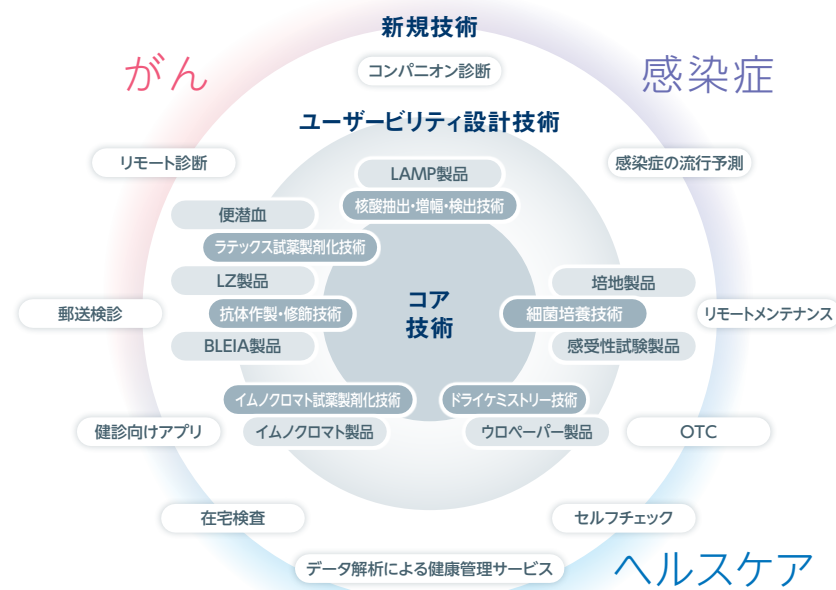 新規技術
がん
感染症
コンパニオン診断
ユーザービリティ設計技術
リモート診断
LAMP製品
感染症の流行予測
核酸抽出・増幅・検出技術
便潜血
ラテックス試薬製剤化技術
LZ製品
培地製品
コア
技術
郵送検診
抗体作製・修飾技術
細菌培養技術
リモートメンテナンス
BLEIA製品
感受性試験製品
イムノクロマト試薬製剤化技術
ドライケミストリー技術
健診向けアプリ
イムノクロマト製品
ウロペーパー製品
OTC
在宅検査
セルフチェック
データ解析による健康管理サービス
ヘルスケア